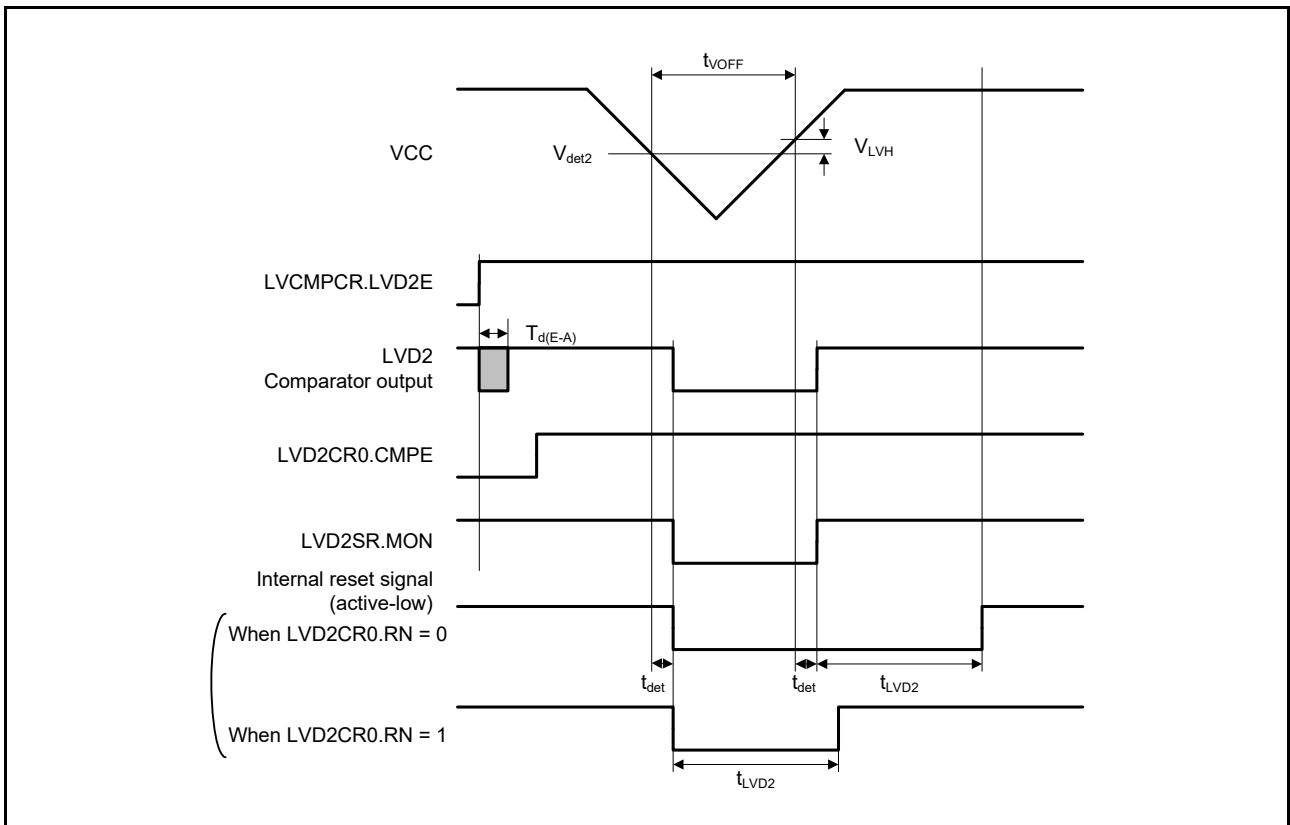 tVOFF
VCC
Vdet2
VLVH
LVCMPCR.LVD2E
Td(E-A)
LVD2
Comparator output
LVD2CR0.CMPE
LVD2SR.MON
Internal reset signal
(active-low)
When LVD2CR0.RN = 0
tdet
tdet
tLVD2
When LVD2CR0.RN = 1
tLVD2